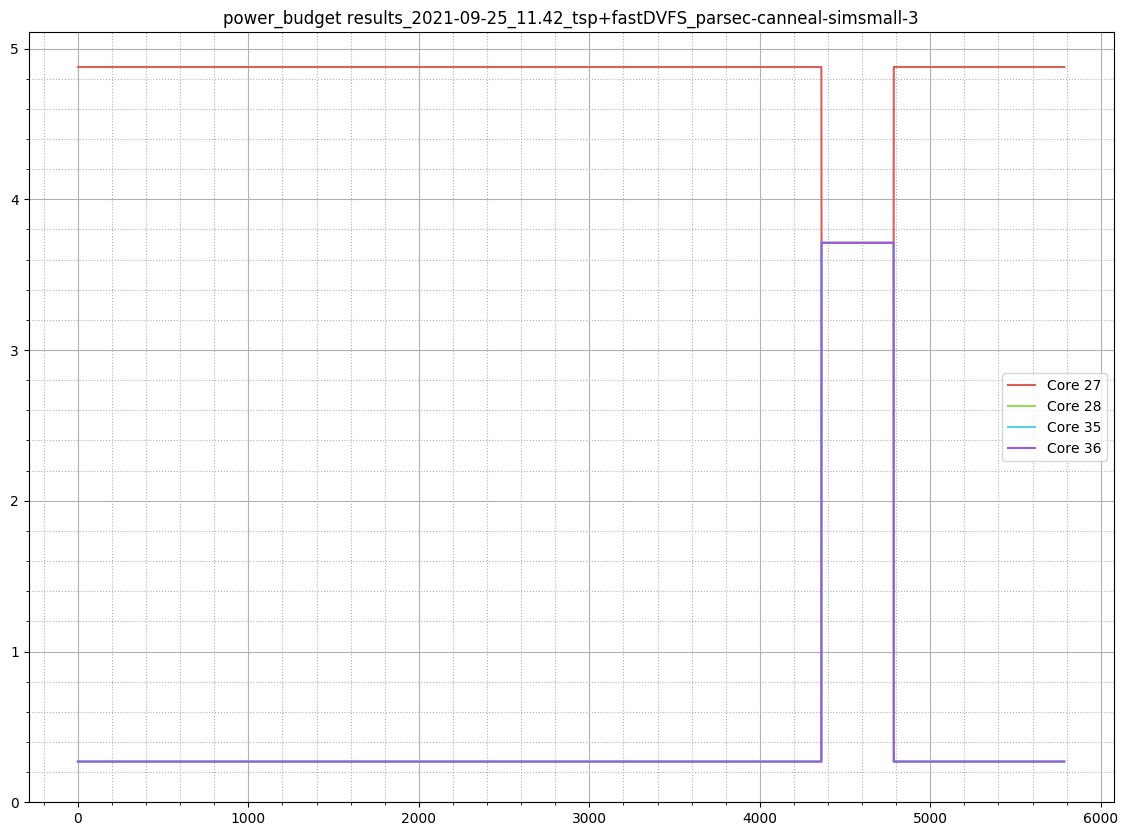 power_budget results_2021-09-25_11.42_tsp+fastDVFS_parsec-canneal-simsmall-3
5
4
3
2
1
0
Core 27
Core 28
Core 35
Core 36
0 1000 2000 3000 4000 5000 6000